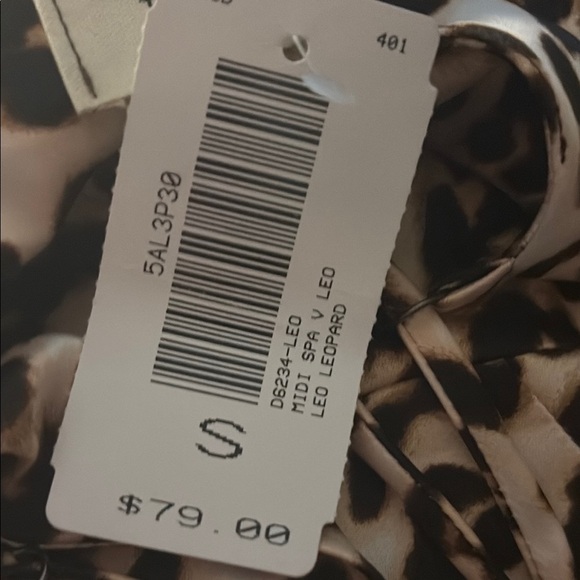 401
5AL3P30
D6234-LEO
MIDI SPA V LEO
LEO LEOPARD
S
$79.00